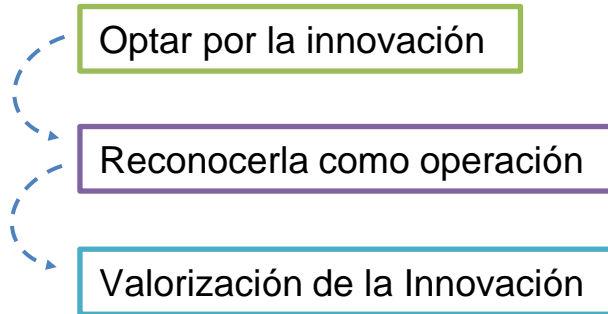 Optar por la innovación
Reconocerla como operación
Valorización de la Innovación